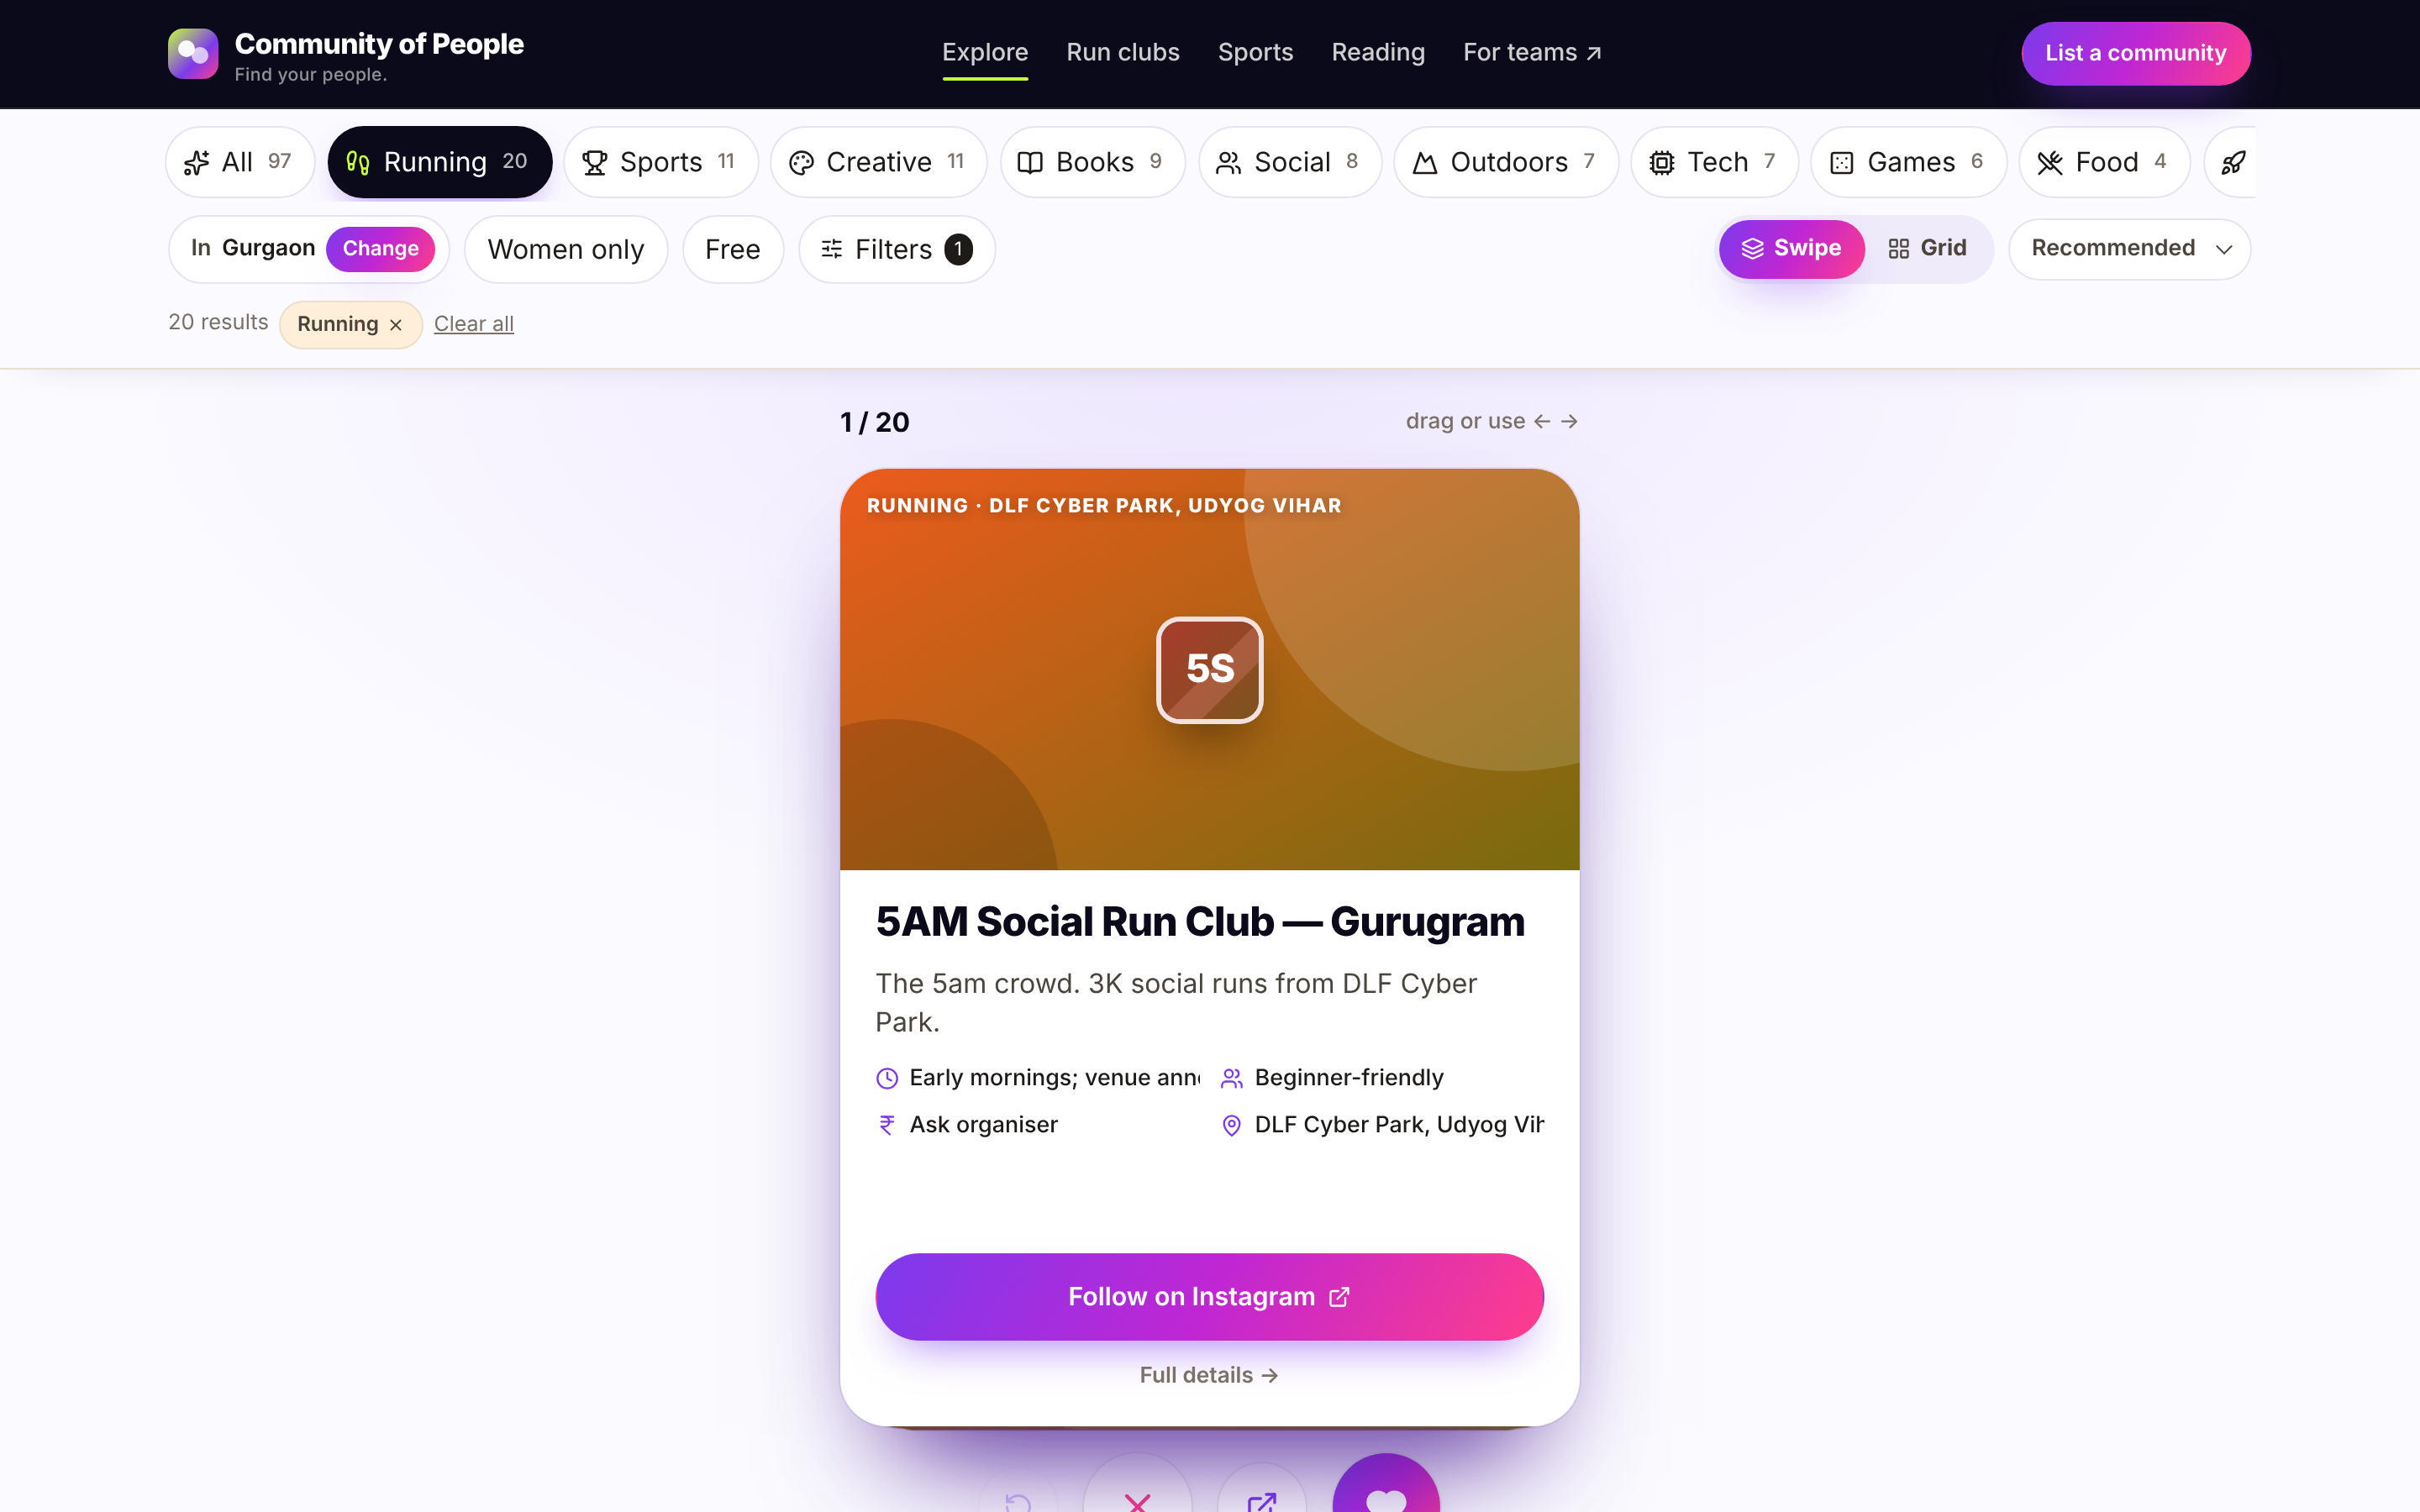 Community of People
Find your people.
Explore
Run clubs
Sports
Reading
For teams ↗
List a community
All 97
Running 20
Sports 11
Creative 11
Books 9
Social 8
Outdoors 7
Tech 7
Games 6
Food 4
In Gurgaon Change
Women only
Free
Filters 1
Swipe
Grid
Recommended
20 results
Running ×
Clear all
1 / 20
drag or use ← →
RUNNING · DLF CYBER PARK, UDYOG VIHAR
5S
5AM Social Run Club — Gurugram
The 5am crowd. 3K social runs from DLF Cyber
Park.
Early mornings; venue
Beginner-friendly
₹ Ask organiser
DLF Cyber Park, Udyog
Follow on Instagram
Full details →